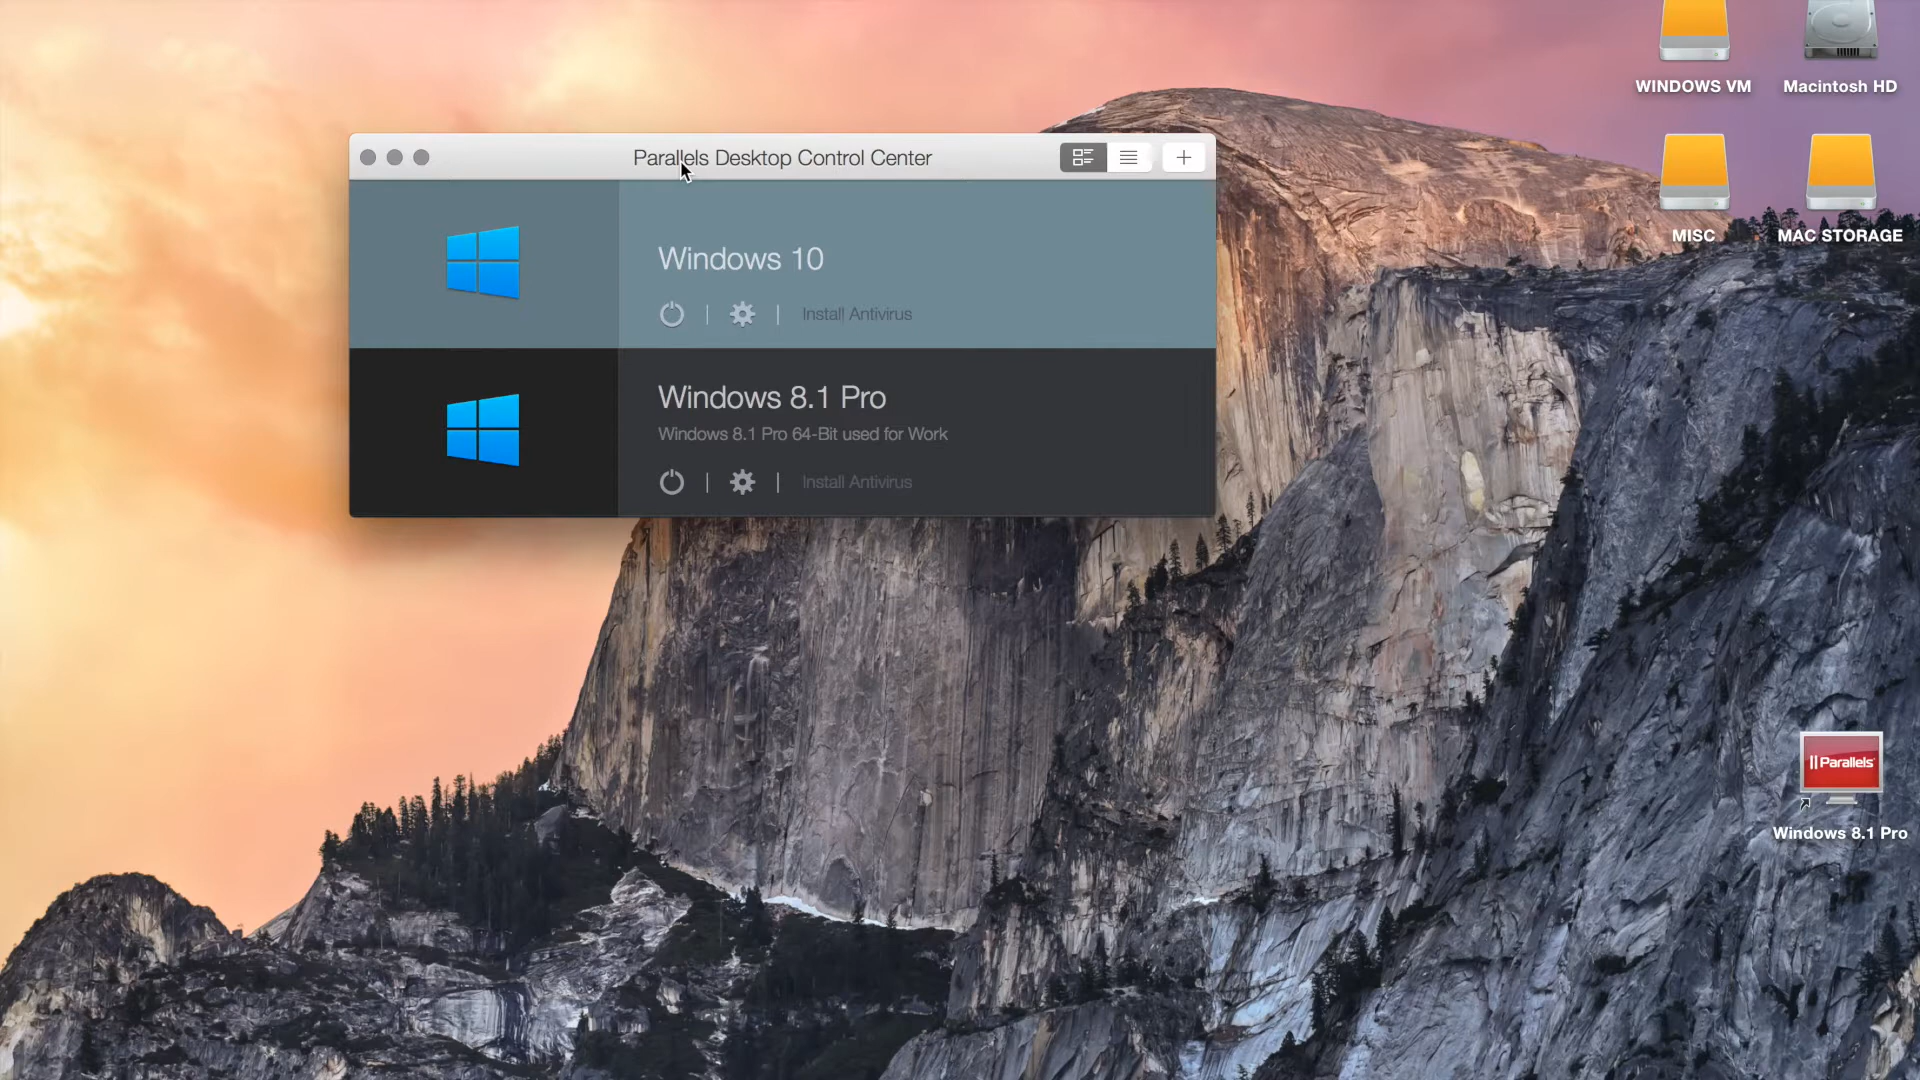 WINDOWS VM
Macintosh HD
Parallels Desktop Control Center
MISC
MAC STORAGE
Windows 10
Install Antivirus
Windows 8.1 Pro
Windows 8.1 Pro 64-Bit used for Work
Install Antivirus
Parallels
Windows 8.1 Pro